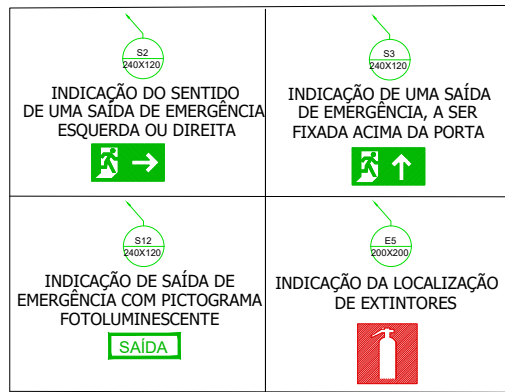 S2
240X120
INDICAÇÃO DO SENTIDO
DE UMA SAÍDA DE EMERGÊNCIA
ESQUERDA OU DIREITA
S3
240X120
INDICAÇÃO DE UMA SAÍDA
DE EMERGÊNCIA, A SER
FIXADA ACIMA DA PORTA
S12
240X120
INDICAÇÃO DE SAÍDA DE
EMERGÊNCIA COM PICTOGRAMA
FOTOLUMINESCENTE
SAÍDA
E5
200X200
INDICAÇÃO DA LOCALIZAÇÃO
DE EXTINTORES